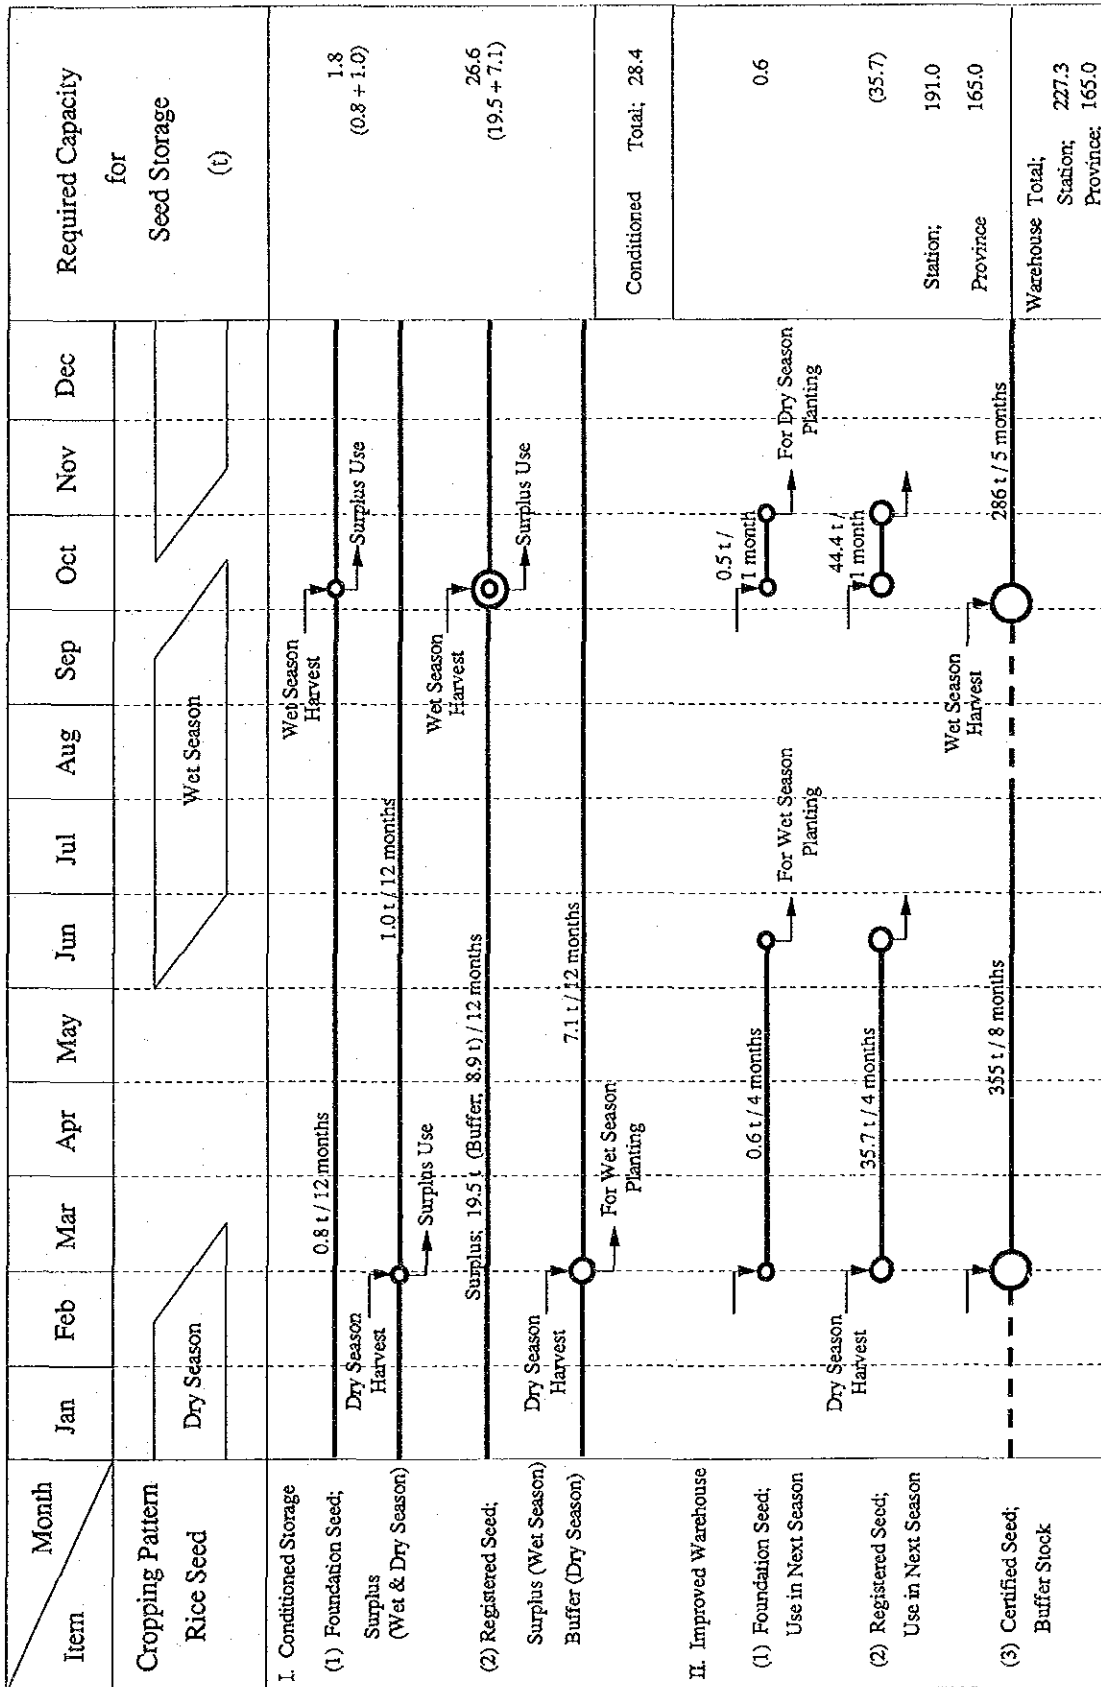 Month
Item
Jan
Feb
Mar
Apr
May
Jun
Jul
Aug
Sep
Oct
Nov
Dec
Required Capacity
for
Seed Storage
(t)
Cropping Pattern
Rice Seed
Dry Season
Wet Season
I. Conditioned Storage
(1) Foundation Seed;
Surplus
(Wet & Dry Season)
0.8 t / 12 months
Wet Season
Harvest
Surplus Use
1.8
(0.8 + 1.0)
Dry Season
Harvest
Surplus Use
1.0 t / 12 months
(2) Registered Seed;
Surplus (Wet Season)
Buffer (Dry Season)
Surplus; 19.5 t (Buffer; 8.9 t) / 12 months
Wet Season
Harvest
Surplus Use
26.6
(19.5 + 7.1)
Dry Season
Harvest
For Wet Season
Planting
7.1 t / 12 months
Conditioned Total; 28.4
II. Improved Warehouse
(1) Foundation Seed;
Use in Next Season
0.6 t / 4 months
For Wet Season
Planting
0.5 t /
1 month
For Dry Season
Planting
0.6
(2) Registered Seed;
Use in Next Season
Dry Season
Harvest
35.7 t / 4 months
44.4 t /
1 month
(35.7)
Station; 191.0
Province 165.0
(3) Certified Seed;
Buffer Stock
355 t / 8 months
Wet Season
Harvest
286 t / 5 months
Warehouse Total;
Station; 227.3
Province: 165.0